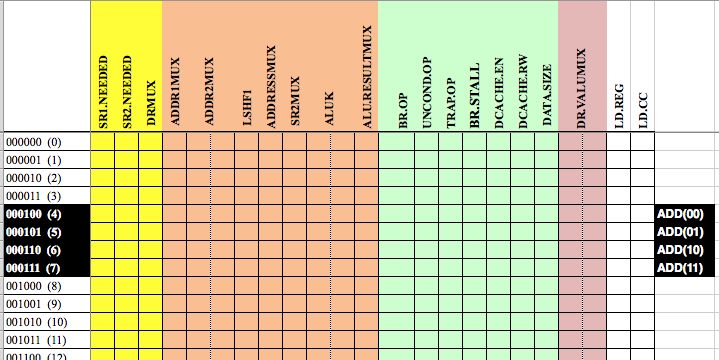 SR1.NEEDED SR2.NEEDED DRMUX ADDR1MUX ADDR2MUX LSHF1 ADDRESSMUX SR2MUX ALUK ALU.RESULTMUX BR.OP UNCOND.OP TRAP.OP BR.STALL DCACHE.EN DCACHE.RW DATA.SIZE DR.VALUMUX LD.REG LD.CC
000000 (0)
000001 (1)
000010 (2)
000011 (3)
000100 (4) ADD(00)
000101 (5) ADD(01)
000110 (6) ADD(10)
000111 (7) ADD(11)
001000 (8)
001001 (9)
001010 (10)
001011 (11)
001100 (12)